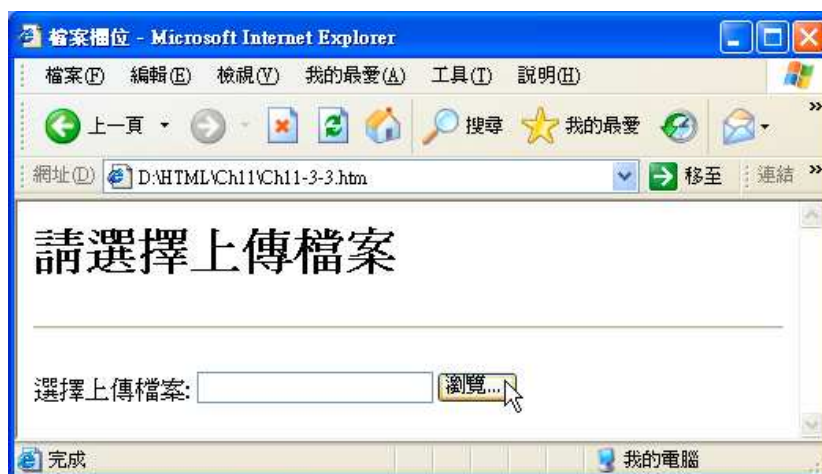 檔案欄位 - Microsoft Internet Explorer
檔案(F) 編輯(E) 檢視(V) 我的最愛(A) 工具(T) 說明(H)
上一頁 搜尋 我的最愛 »
網址(D) D:\HTML\Ch11\Ch11-3-3.htm 移至 連結 »
請選擇上傳檔案
選擇上傳檔案: 瀏覽...
完成 我的電腦